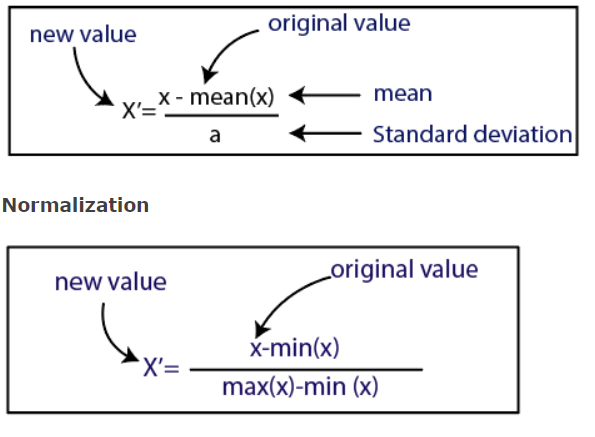 new value
original value
X'= x - mean(x)
mean
a
Standard deviation
Normalization
new value
original value
X'= x-min(x)
max(x)-min (x)